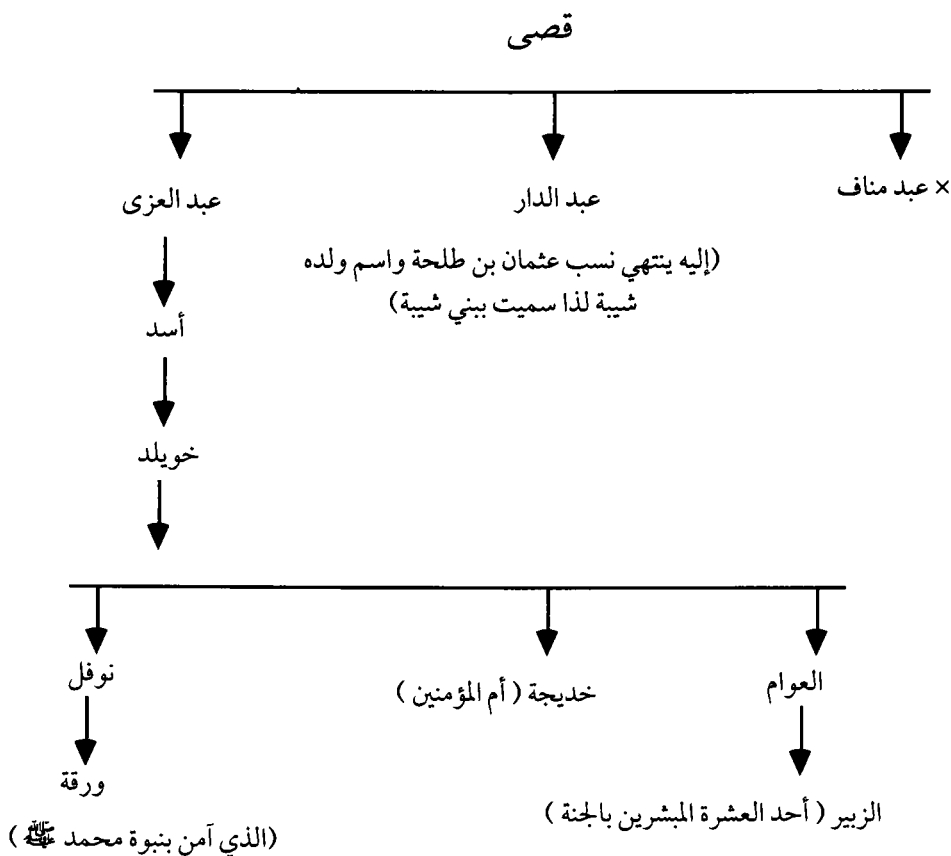 قصى
× عبد مناف
عبد الدار
عبد العزى
(إليه ينتهي نسب عثمان بن طلحة واسم ولده
شيبة لذا سميت ببني شيبة)
أسد
خويلد
العوام
خديجة ( أم المؤمنين )
نوفل
الزبير ( أحد العشرة المبشرين بالجنة )
ورقة
(الذي آمن بنبوة محمد ﷺ )